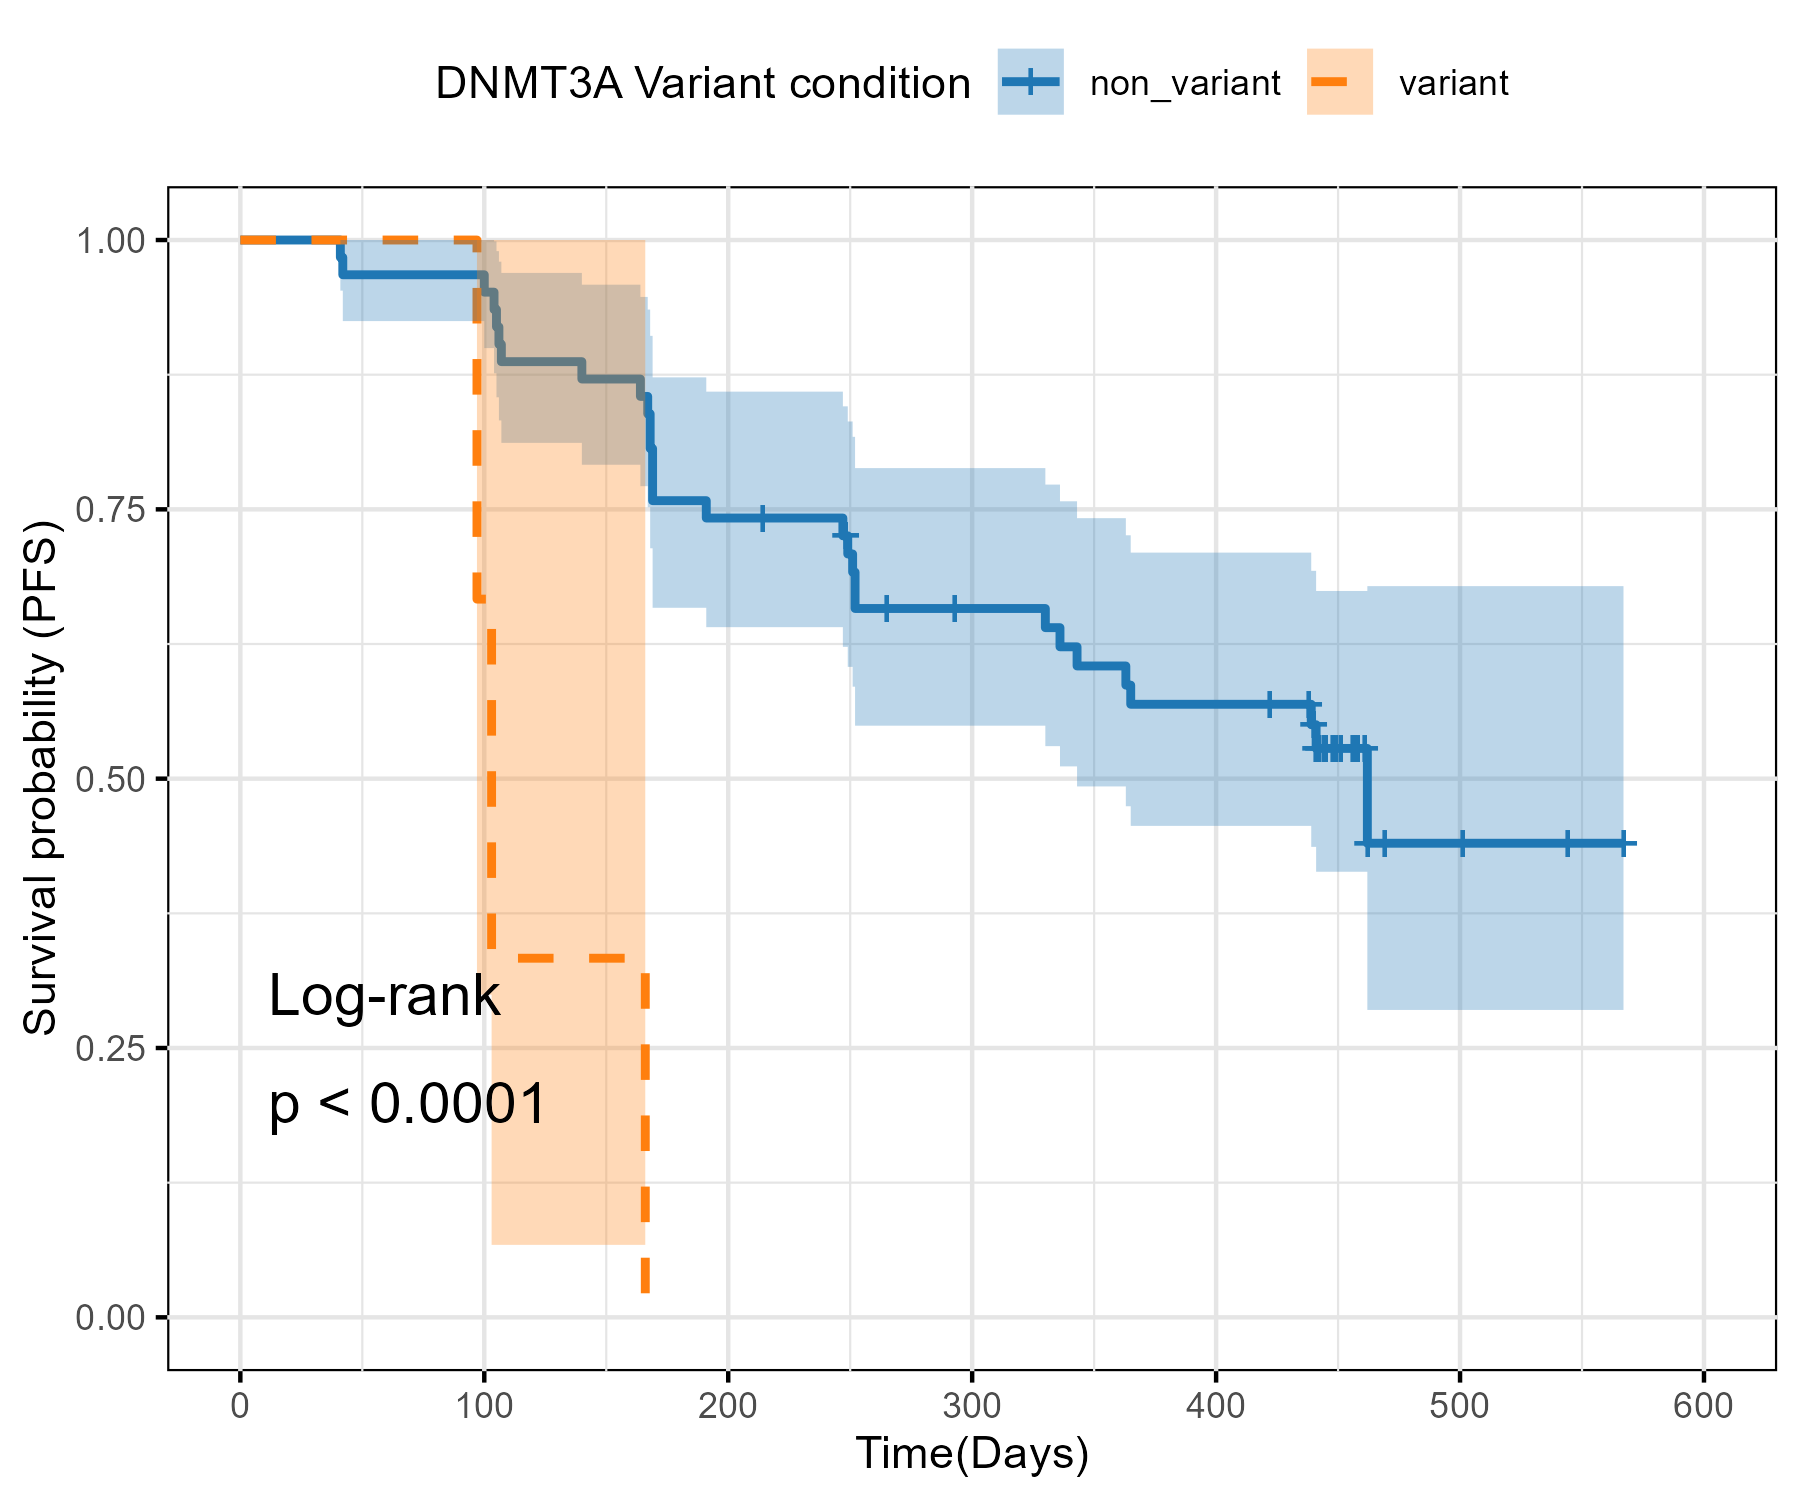 DNMT3A Variant condition non_variant variant
Survival probability (PFS)
1.00
0.75
0.50
0.25
0.00
Log-rank
p < 0.0001
0 100 200 300 400 500 600
Time(Days)